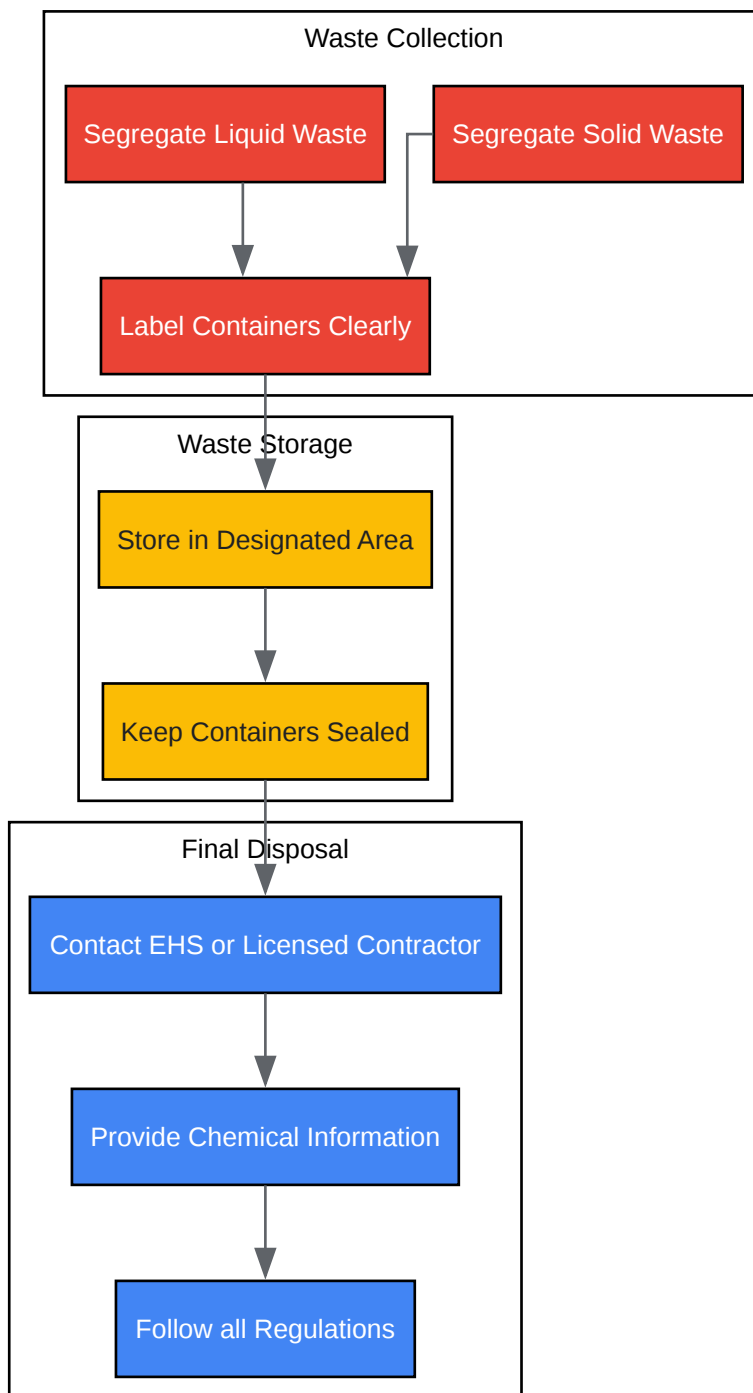 Waste Collection
Segregate Liquid Waste
Segregate Solid Waste
Label Containers Clearly
Waste Storage
Store in Designated Area
Keep Containers Sealed
Final Disposal
Contact EHS or Licensed Contractor
Provide Chemical Information
Follow all Regulations